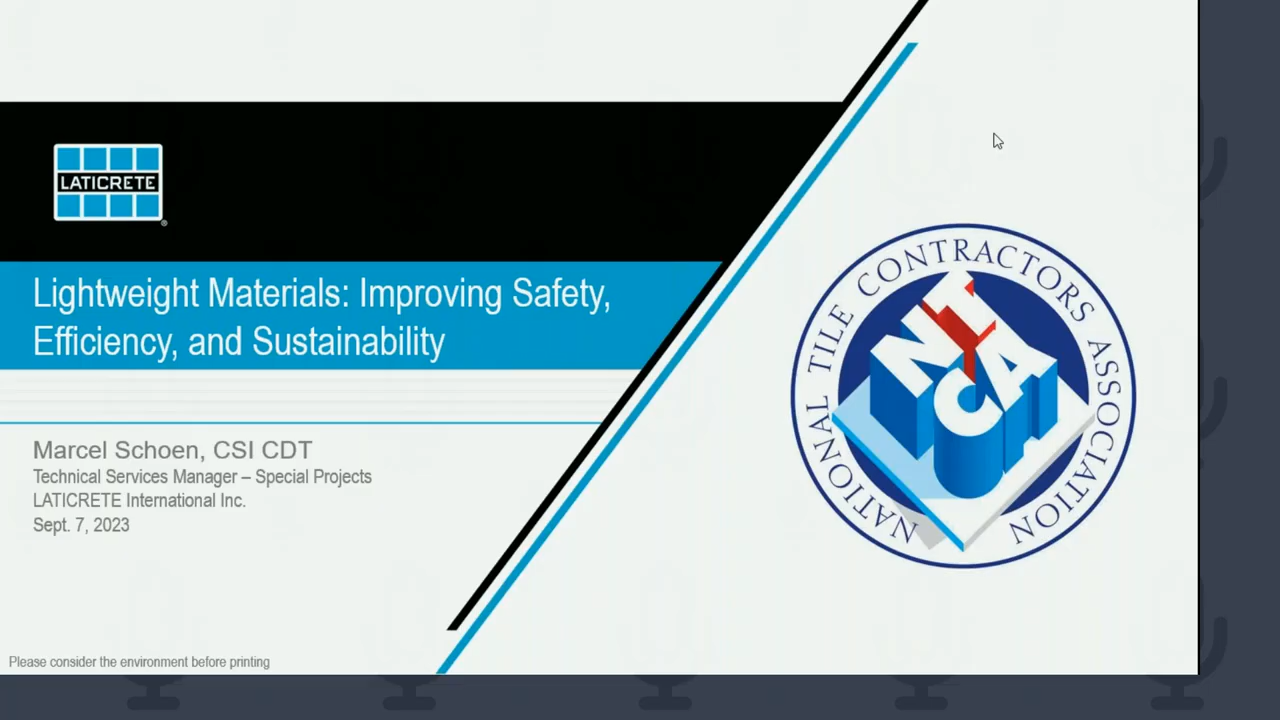 LATICRETE
®
Lightweight Materials: Improving Safety,
Efficiency, and Sustainability
Marcel Schoen, CSI CDT
Technical Services Manager – Special Projects
LATICRETE International Inc.
Sept. 7, 2023
Please consider the environment before printing
NATIONAL TILE CONTRACTORS ASSOCIATION
NTCA